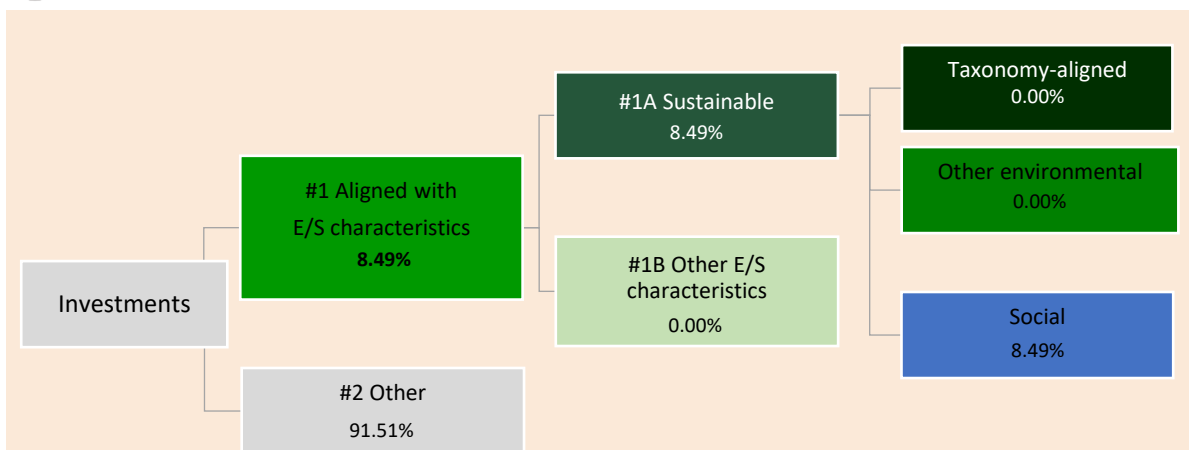 Investments
#1 Aligned with
E/S characteristics
8.49%
#2 Other
91.51%
#1A Sustainable
8.49%
#1B Other E/S
characteristics
0.00%
Taxonomy-aligned
0.00%
Other environmental
0.00%
Social
8.49%